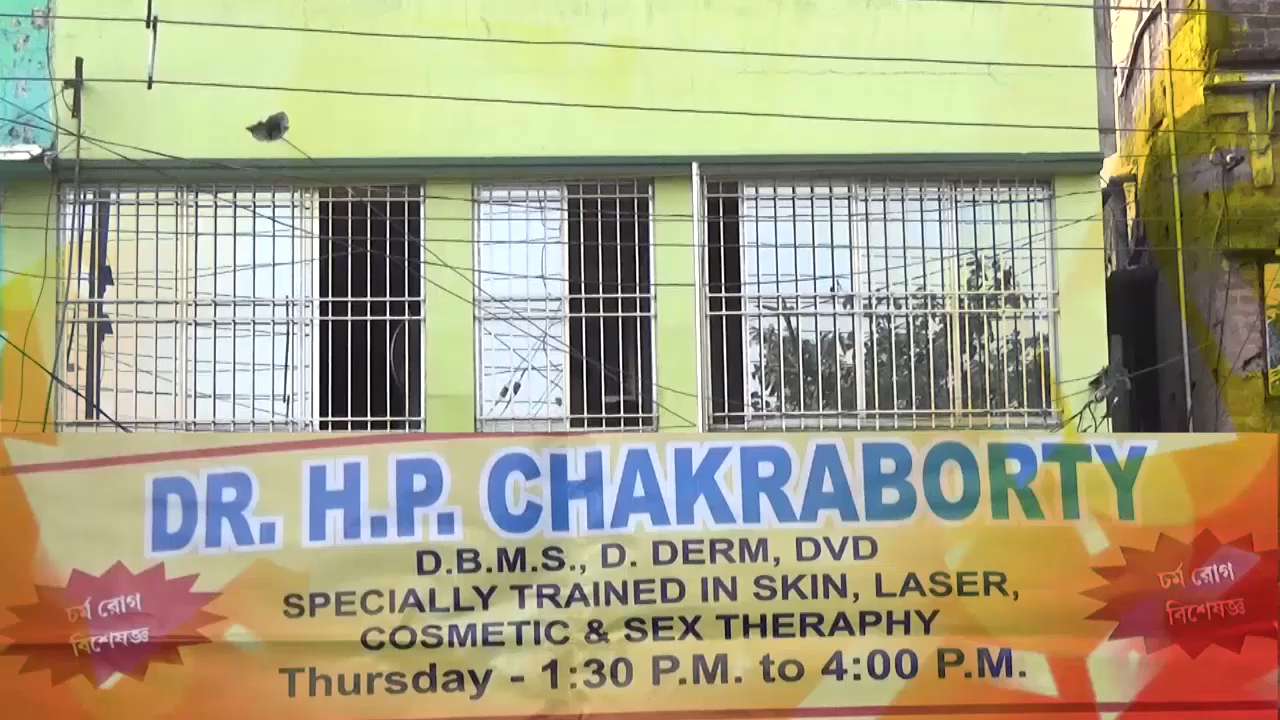 DR. H.P. CHAKRABORTY
D.B.M.S., D. DERM, DVD
SPECIALLY TRAINED IN SKIN, LASER,
COSMETIC & SEX THERAPHY
Thursday - 1:30 P.M. to 4:00 P.M.
চর্ম রোগ
বিশেষজ্ঞ
চর্ম রোগ
বিশেষজ্ঞ